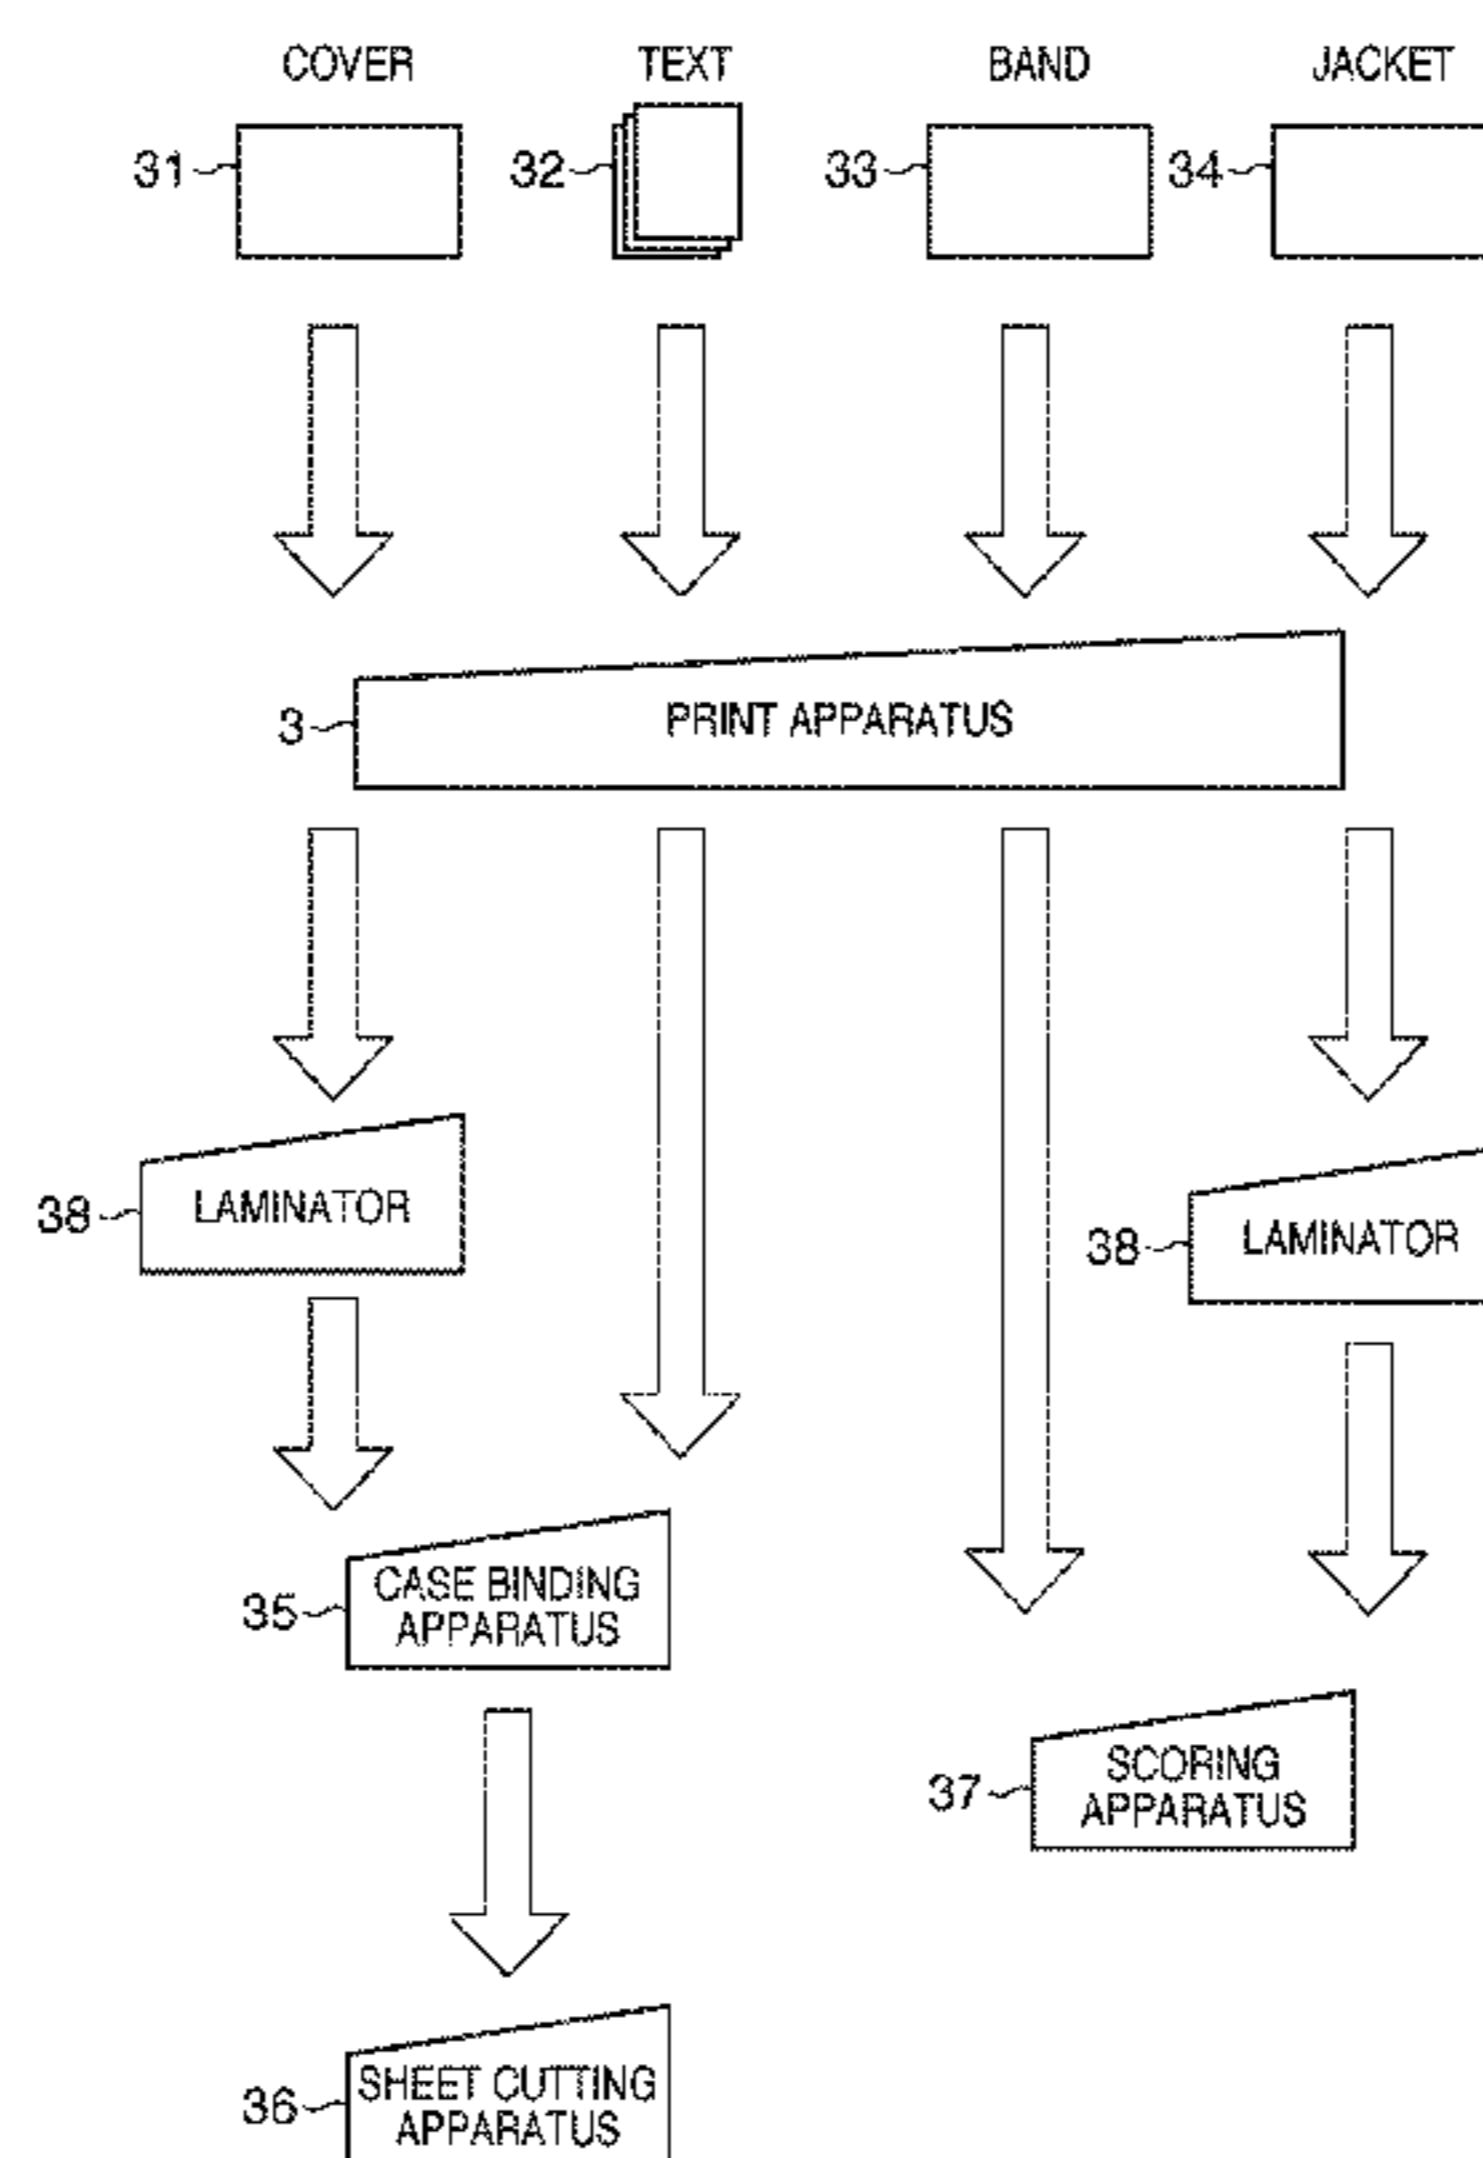 COVER TEXT BAND JACKET
31 32 33 34
3 PRINT APPARATUS
38 LAMINATOR
38 LAMINATOR
35 CASE BINDING
APPARATUS
37 SCORING
APPARATUS
36 SHEET CUTTING
APPARATUS